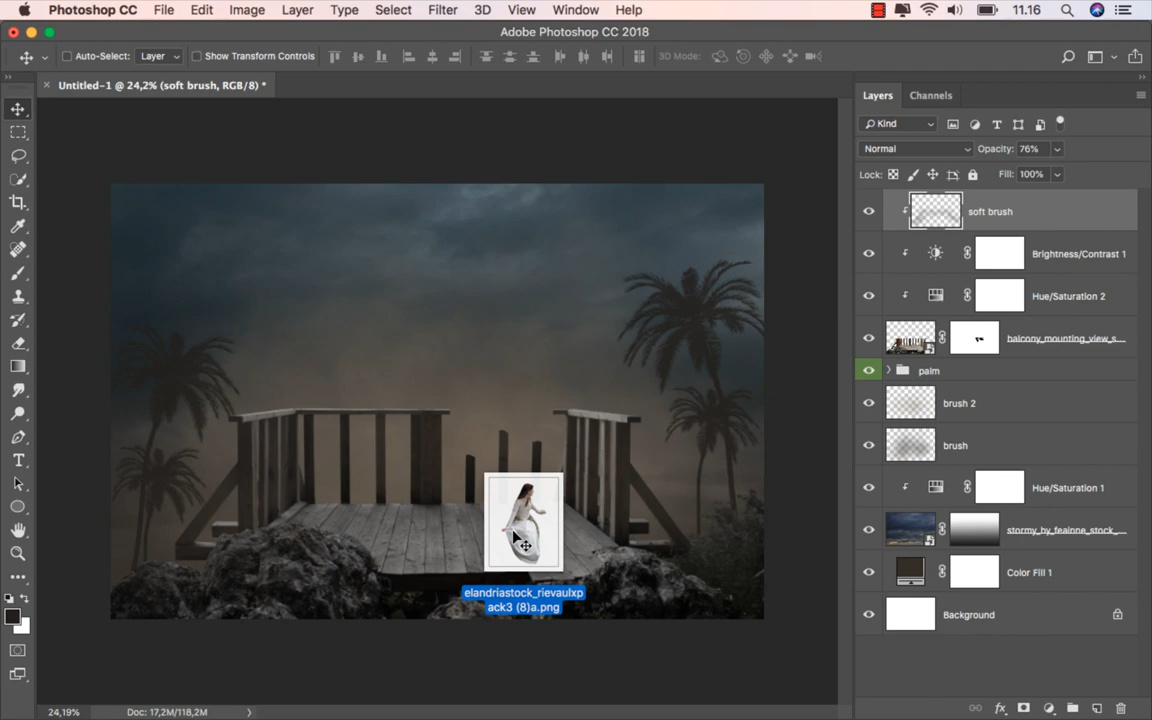 Photoshop CC File Edit Image Layer Type Select Filter 3D View Window Help 11.16
Adobe Photoshop CC 2018
Auto-Select: Layer Show Transform Controls 3D Mode:
× Untitled-1 @ 24,2% (soft brush, RGB/8) *
Layers Channels
Kind
Normal Opacity: 76%
Lock: Fill: 100%
soft brush
Brightness/Contrast 1
Hue/Saturation 2
balcony_mounting_view_s...
palm
brush 2
brush
Hue/Saturation 1
stormy_by_feainne_stock_...
Color Fill 1
Background
elandriastock_rievaulxp
ack3 (8)a.png
24,19% Doc: 17,2M/118,2M